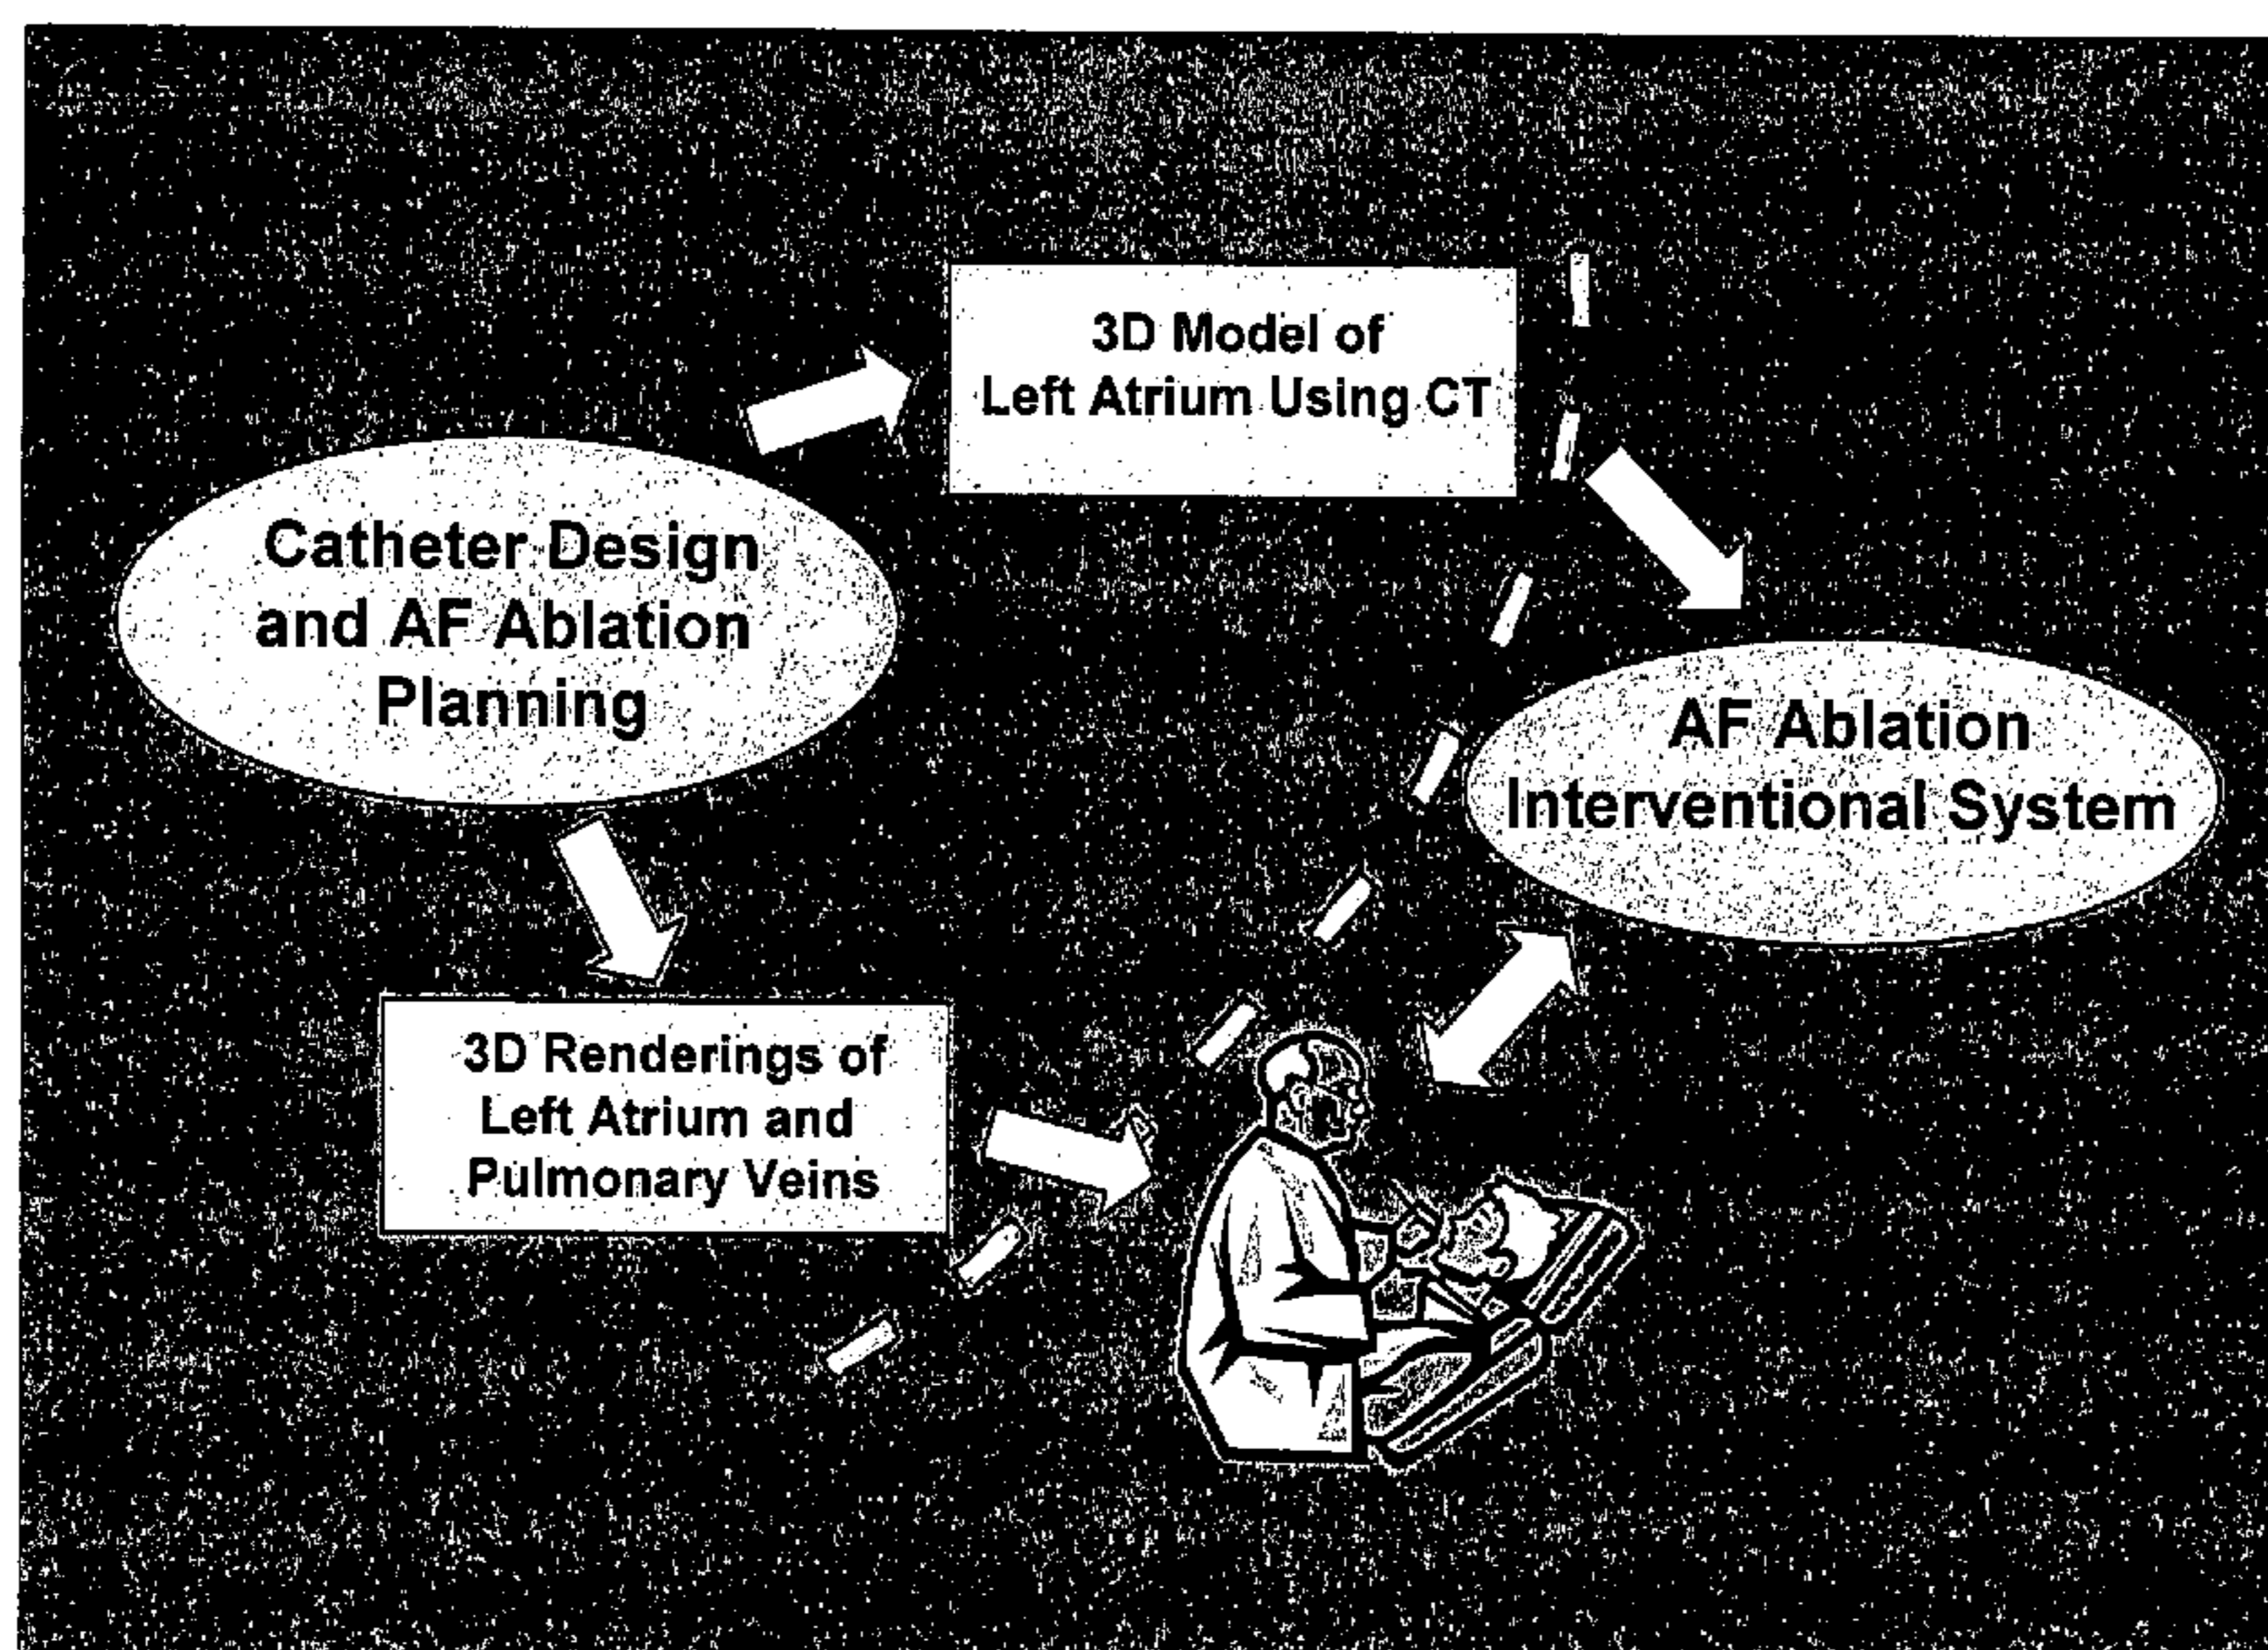 3D Model of
Left Atrium Using CT
Catheter Design
and AF Ablation
Planning
AF Ablation
Interventional System
3D Renderings of
Left Atrium and
Pulmonary Veins